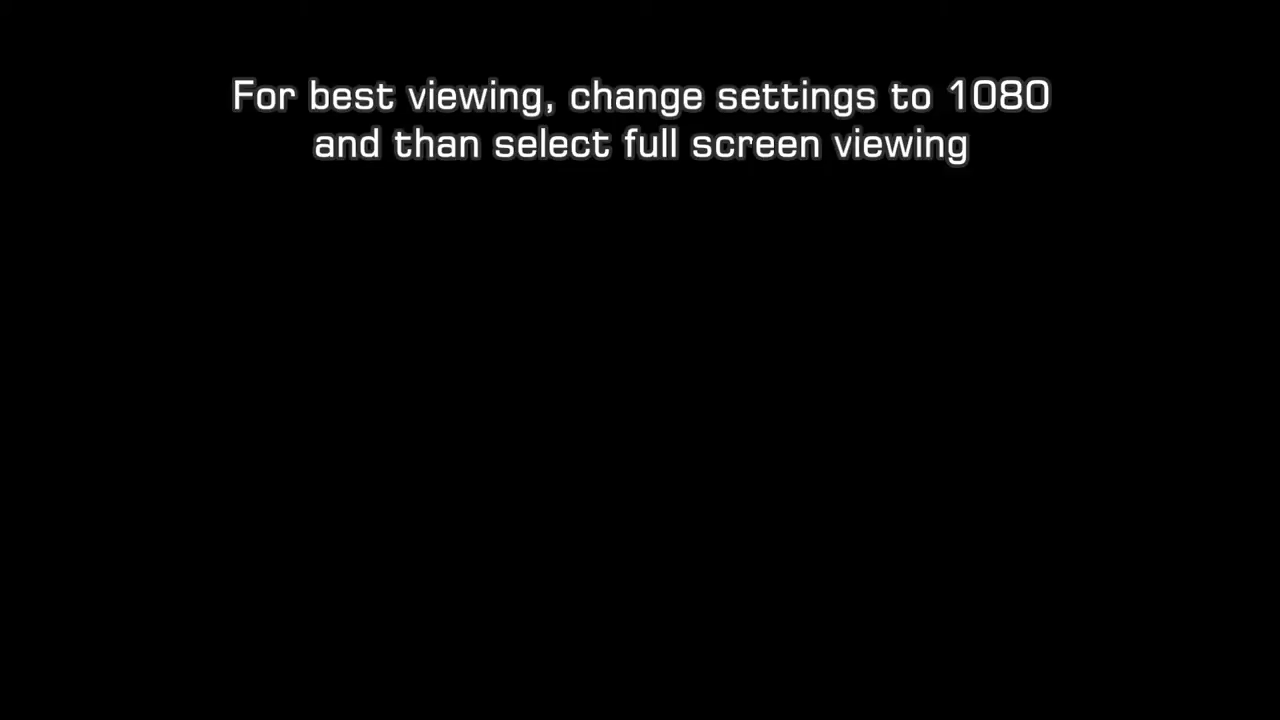 For best viewing, change settings to 1080
and than select full screen viewing